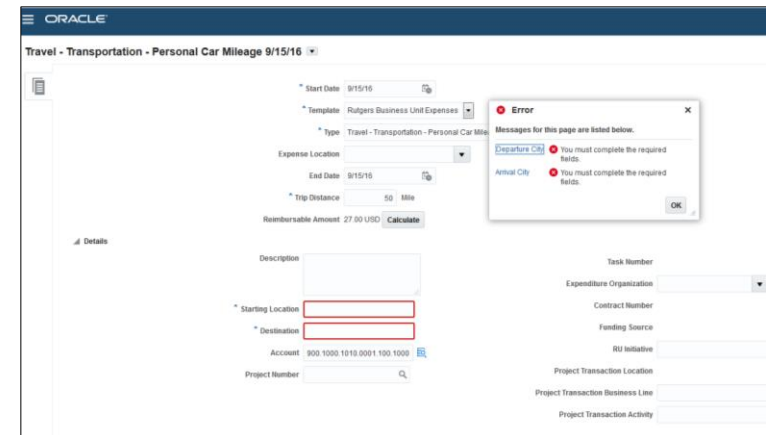 ORACLE
Travel - Transportation - Personal Car Mileage 9/15/16
* Start Date 9/15/16
* Template Rutgers Business Unit Expenses
* Type Travel - Transportation - Personal Car Mile
Expense Location
End Date 9/15/16
* Trip Distance 50 Mile
Reimbursable Amount 27.00 USD Calculate
Error
Messages for this page are listed below.
Departure City You must complete the required
fields.
Arrival City You must complete the required
fields.
OK
Details
Description
* Starting Location
* Destination
Account 900.1000.1010.0001.100.1000
Project Number
Task Number
Expenditure Organization
Contract Number
Funding Source
RU Initiative
Project Transaction Location
Project Transaction Business Line
Project Transaction Activity